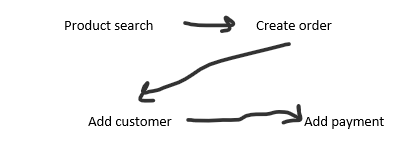 Product search
Create order
Add customer
Add payment